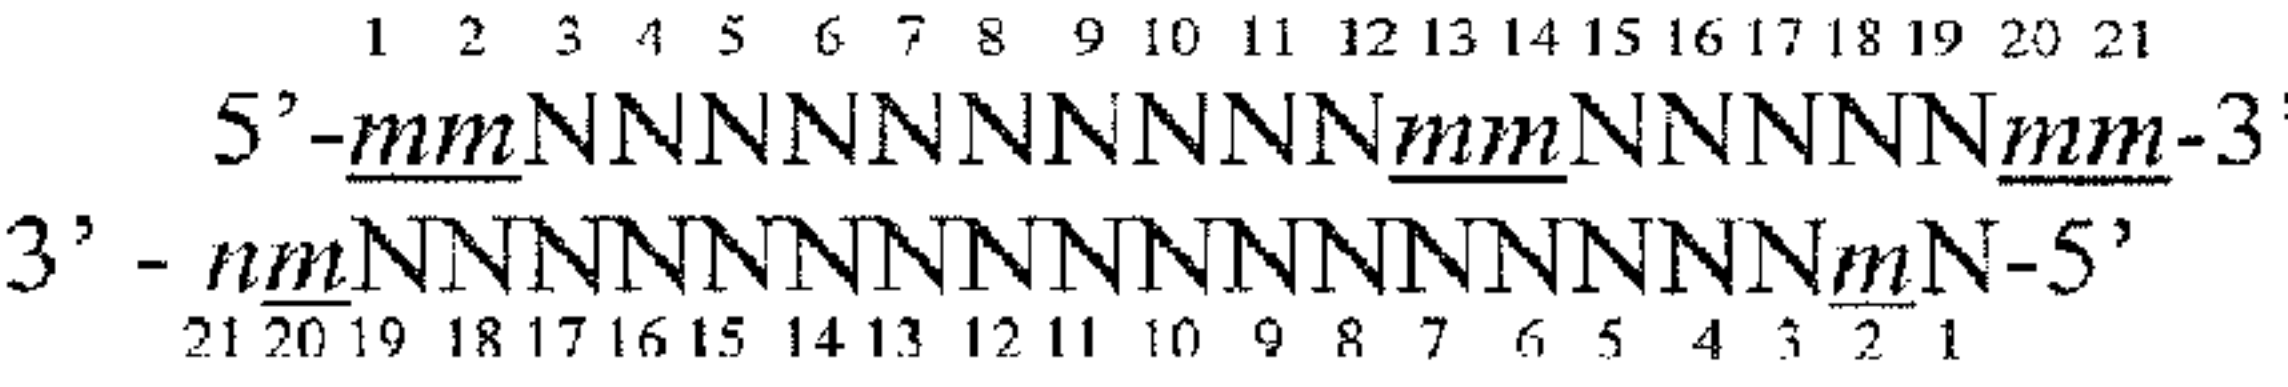 1 2 3 4 5 6 7 8 9 10 11 12 13 14 15 16 17 18 19 20 21
5’-mmNNNNNNNNNNmmNNNNNmm-3’
3’ - nmNNNNNNNNNNNNNNNNNmN-5’
21 20 19 18 17 16 15 14 13 12 11 10 9 8 7 6 5 4 3 2 1